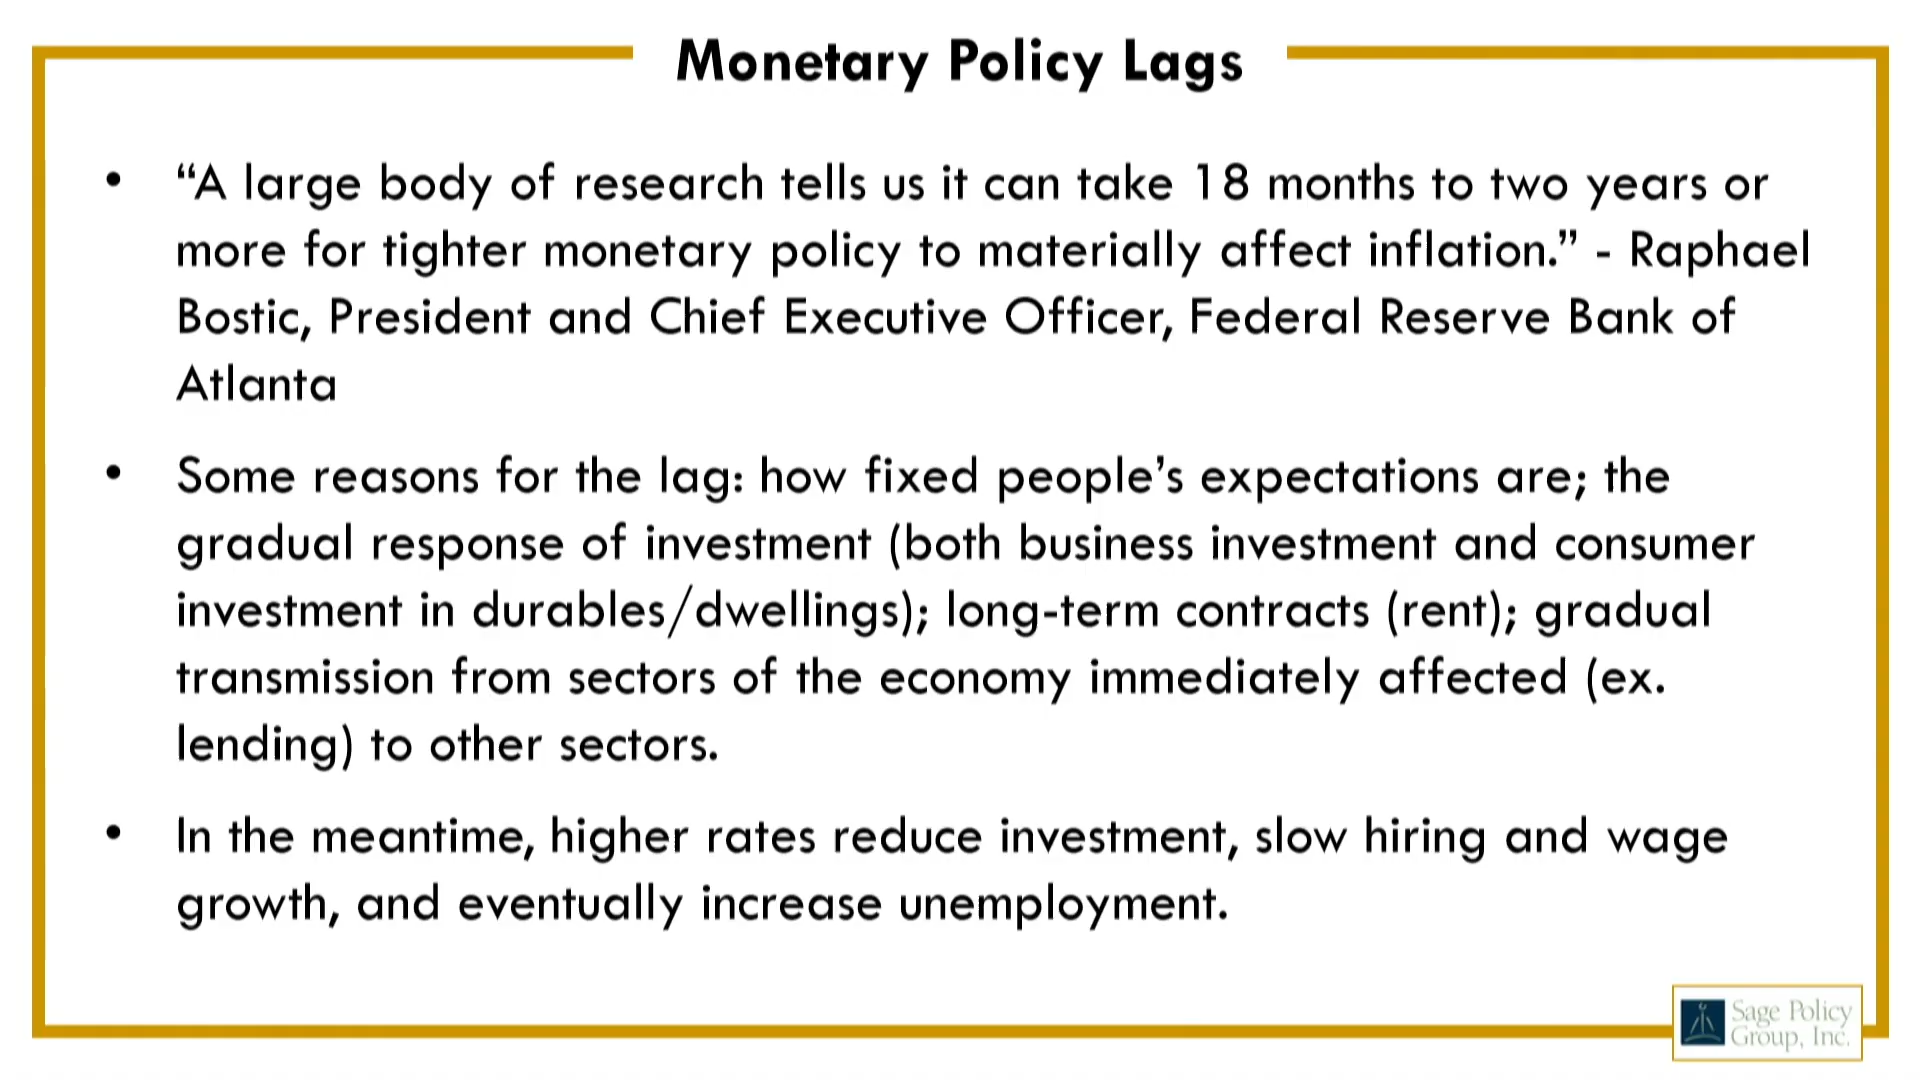 Monetary Policy Lags
• “A large body of research tells us it can take 18 months to two years or
more for tighter monetary policy to materially affect inflation.” - Raphael
Bostic, President and Chief Executive Officer, Federal Reserve Bank of
Atlanta
• Some reasons for the lag: how fixed people’s expectations are; the
gradual response of investment (both business investment and consumer
investment in durables/dwellings); long-term contracts (rent); gradual
transmission from sectors of the economy immediately affected (ex.
lending) to other sectors.
• In the meantime, higher rates reduce investment, slow hiring and wage
growth, and eventually increase unemployment.
Sage Policy
Group, Inc.